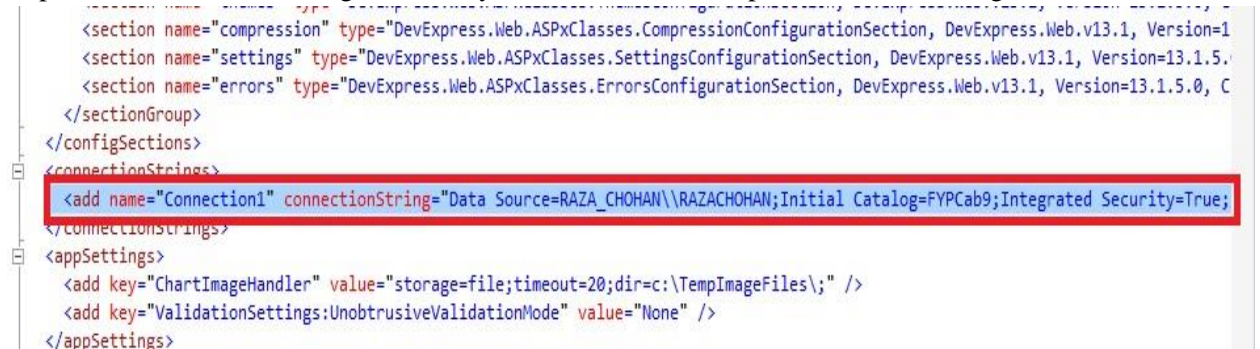 <section name="compression" type="DevExpress.Web.ASPxClasses.CompressionConfigurationSection, DevExpress.Web.v13.1, Version=1
<section name="settings" type="DevExpress.Web.ASPxClasses.SettingsConfigurationSection, DevExpress.Web.v13.1, Version=13.1.5.
<section name="errors" type="DevExpress.Web.ASPxClasses.ErrorsConfigurationSection, DevExpress.Web.v13.1, Version=13.1.5.0, C
</sectionGroup>
</configSections>
<connectionStrings>
<add name="Connection1" connectionString="Data Source=RAZA_CHOHAN\\RAZACHOHAN;Initial Catalog=FYPCab9;Integrated Security=True;
</connectionStrings>
<appSettings>
<add key="ChartImageHandler" value="storage=file;timeout=20;dir=c:\TempImageFiles\;" />
<add key="ValidationSettings:UnobtrusiveValidationMode" value="None" />
</appSettings>